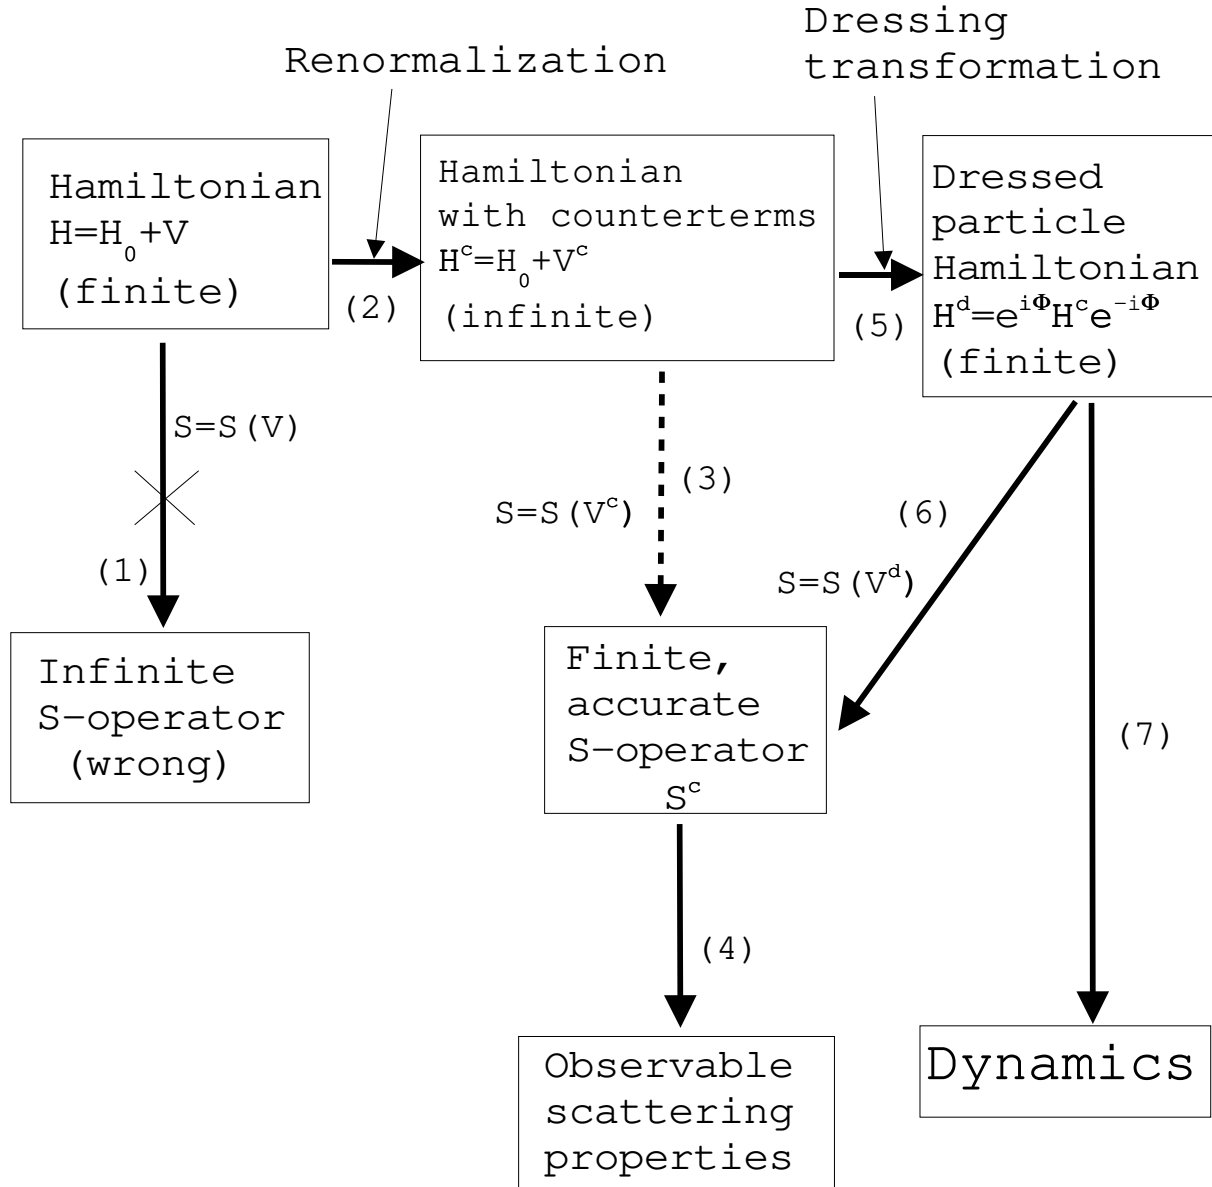 Renormalization
Dressing
transformation
Hamiltonian
H=H₀+V
(finite)
(2)
Hamiltonian
with counterterms
Hᶜ=H₀+Vᶜ
(infinite)
(5)
Dressed
particle
Hamiltonian
Hᵈ=e^{iΦ}Hᶜe^{-iΦ}
(finite)
S=S(V)
(1)
S=S(Vᶜ)
(3)
(6)
S=S(Vᵈ)
(7)
Infinite
S-operator
(wrong)
Finite,
accurate
S-operator
Sᶜ
(4)
Observable
scattering
properties
Dynamics